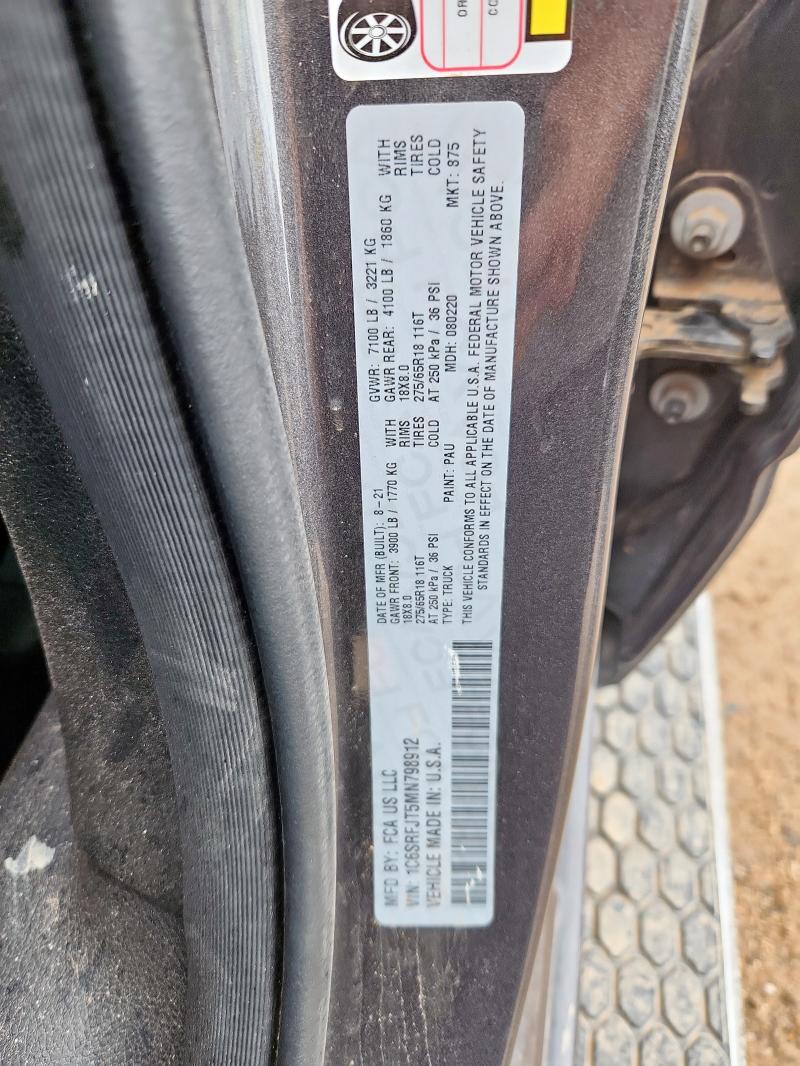 OR
CO
MFD BY: FCA US LLC
VIN: 1C6SRFJT5MN798912
VEHICLE MADE IN: U.S.A.
DATE OF MFR (BUILT): 8-21
GAWR FRONT: 3900 LB / 1770 KG WITH
18X8.0 RIMS
275/65R18 116T TIRES
AT 250 kPa / 36 PSI COLD
TYPE: TRUCK PAINT: PAU
GVWR: 7100 LB / 3221 KG
GAWR REAR: 4100 LB / 1860 KG WITH
18X8.0 RIMS
275/65R18 116T TIRES
AT 250 kPa / 36 PSI COLD
MDH: 080220 MKT: 875
THIS VEHICLE CONFORMS TO ALL APPLICABLE U.S.A. FEDERAL MOTOR VEHICLE SAFETY
STANDARDS IN EFFECT ON THE DATE OF MANUFACTURE SHOWN ABOVE.